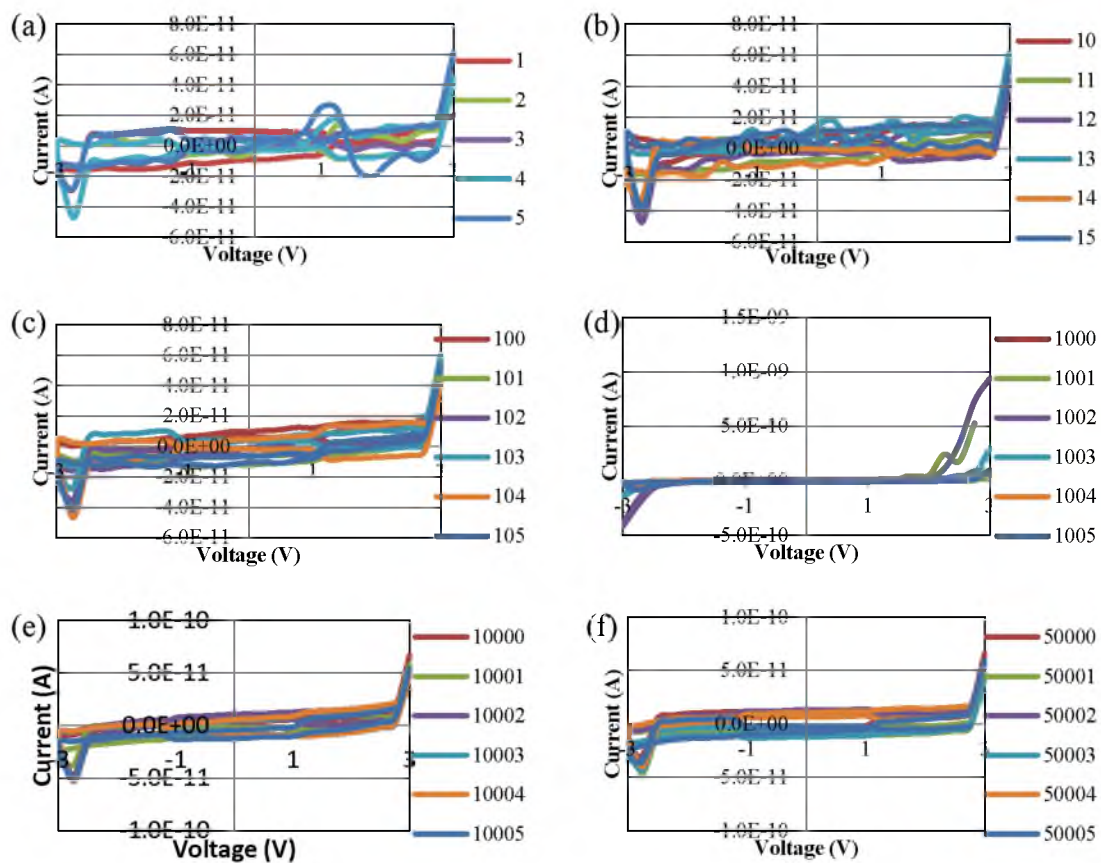 (a)
8.0E-11
6.0E-11
4.0E-11
2.0E-11
0.0E+00
-2.0E-11
-4.0E-11
-6.0E-11
-3
-1
1
3
Current (A)
Voltage (V)
1
2
3
4
5
(b)
8.0E-11
6.0E-11
4.0E-11
2.0E-11
0.0E+00
-2.0E-11
-4.0E-11
-6.0E-11
-3
-1
1
3
Current (A)
Voltage (V)
10
11
12
13
14
15
(c)
8.0E-11
6.0E-11
4.0E-11
2.0E-11
0.0E+00
-2.0E-11
-4.0E-11
-6.0E-11
-3
-1
1
3
Current (A)
Voltage (V)
100
101
102
103
104
105
(d)
1.5E-09
1.0E-09
5.0E-10
0.0E+00
-5.0E-10
-3
-1
1
3
Current (A)
Voltage (V)
1000
1001
1002
1003
1004
1005
(e)
1.0E-10
5.0E-11
0.0E+00
-5.0E-11
-1.0E-10
-3
-1
1
3
Current (A)
Voltage (V)
10000
10001
10002
10003
10004
10005
(f)
1.0E-10
5.0E-11
0.0E+00
-5.0E-11
-1.0E-10
-3
-1
1
3
Current (A)
Voltage (V)
50000
50001
50002
50003
50004
50005